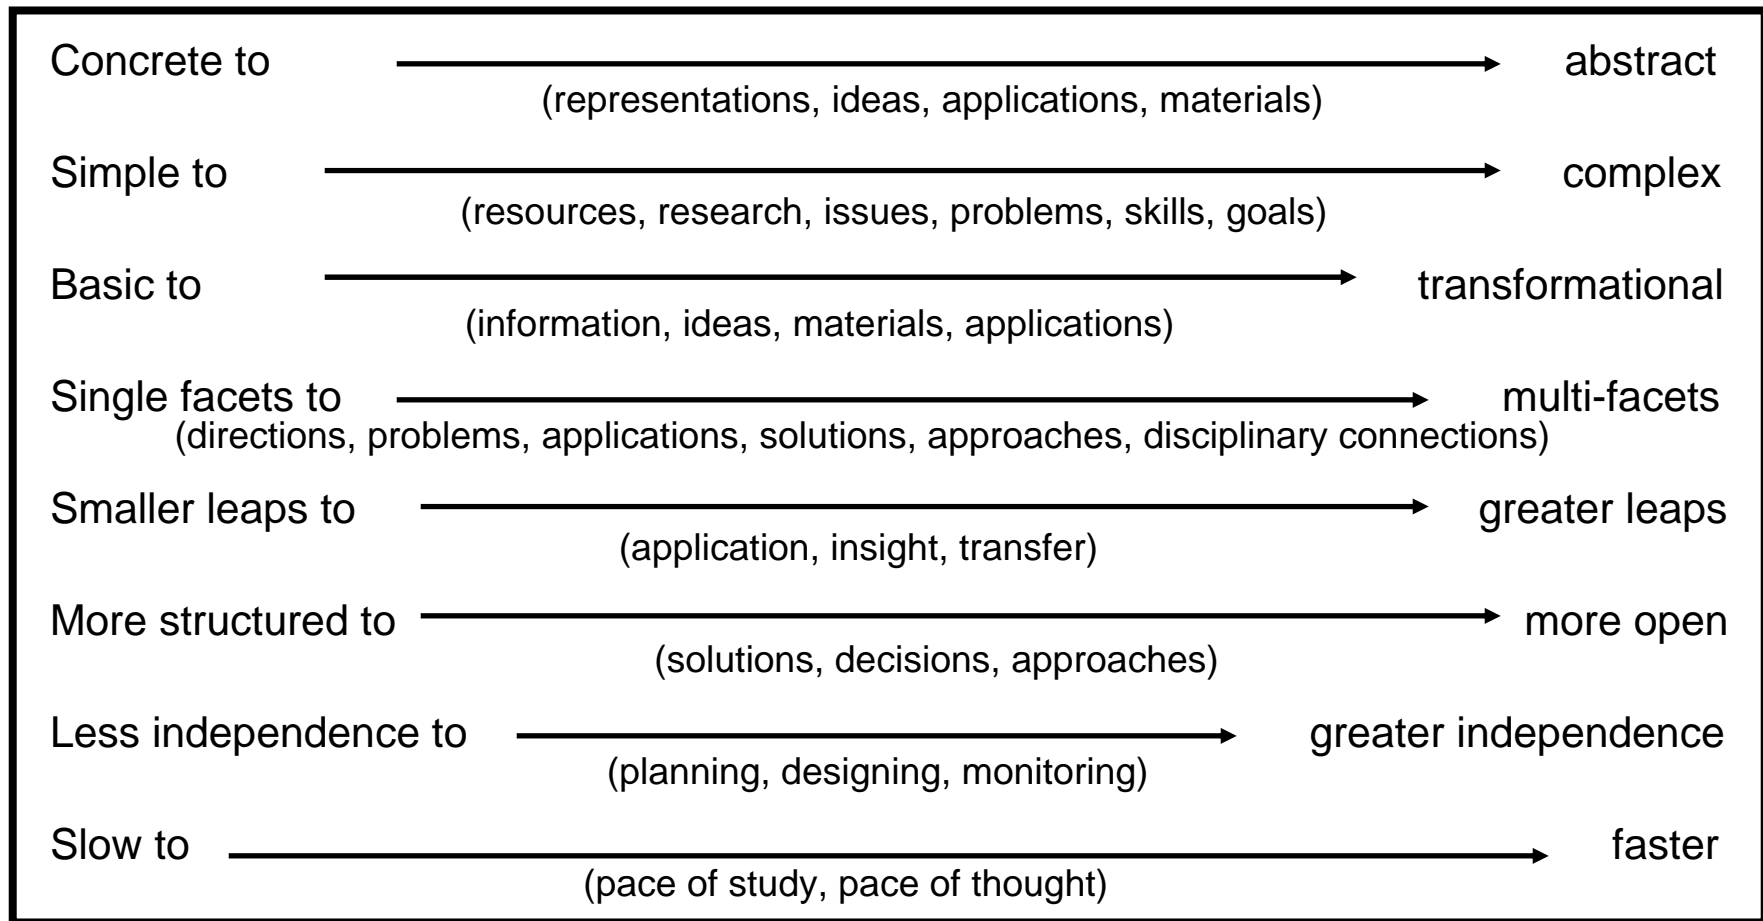 Concrete to abstract
(representations, ideas, applications, materials)
Simple to complex
(resources, research, issues, problems, skills, goals)
Basic to transformational
(information, ideas, materials, applications)
Single facets to multi-facets
(directions, problems, applications, solutions, approaches, disciplinary connections)
Smaller leaps to greater leaps
(application, insight, transfer)
More structured to more open
(solutions, decisions, approaches)
Less independence to greater independence
(planning, designing, monitoring)
Slow to faster
(pace of study, pace of thought)